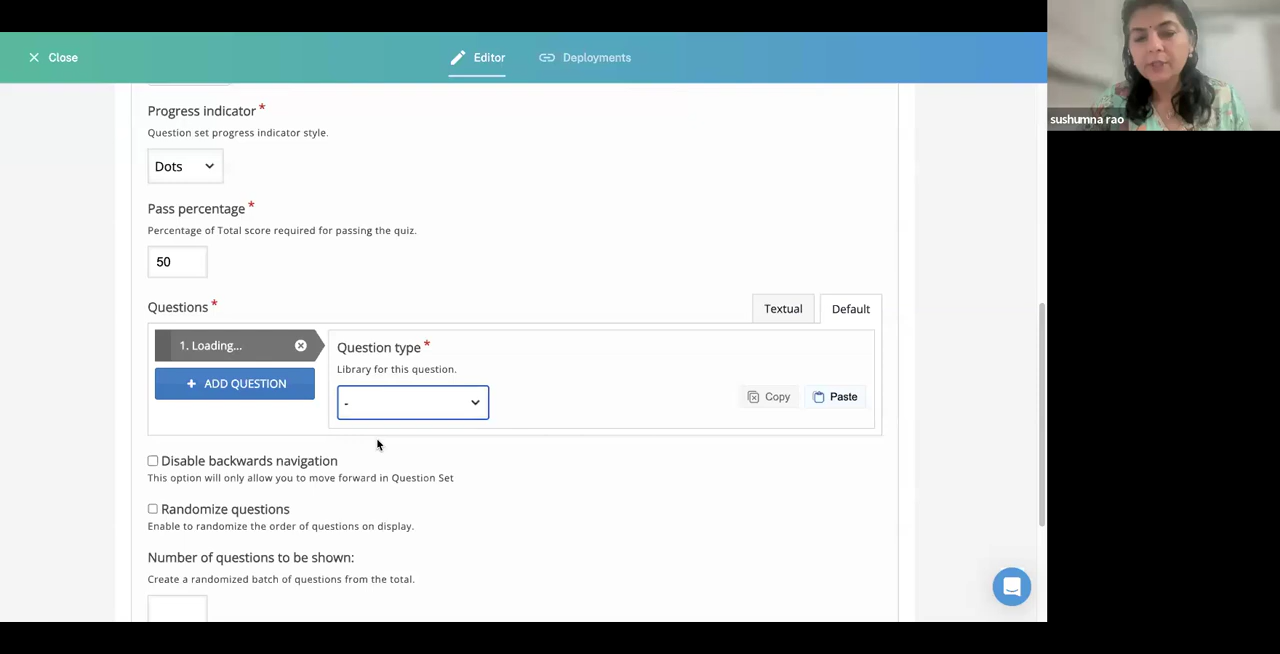 Close
Editor
Deployments
sushumna rao
Progress indicator *
Question set progress indicator style.
Dots
Pass percentage *
Percentage of Total score required for passing the quiz.
50
Questions *
Textual
Default
1. Loading...
+ ADD QUESTION
Question type *
Library for this question.
-
Copy
Paste
Disable backwards navigation
This option will only allow you to move forward in Question Set
Randomize questions
Enable to randomize the order of questions on display.
Number of questions to be shown:
Create a randomized batch of questions from the total.